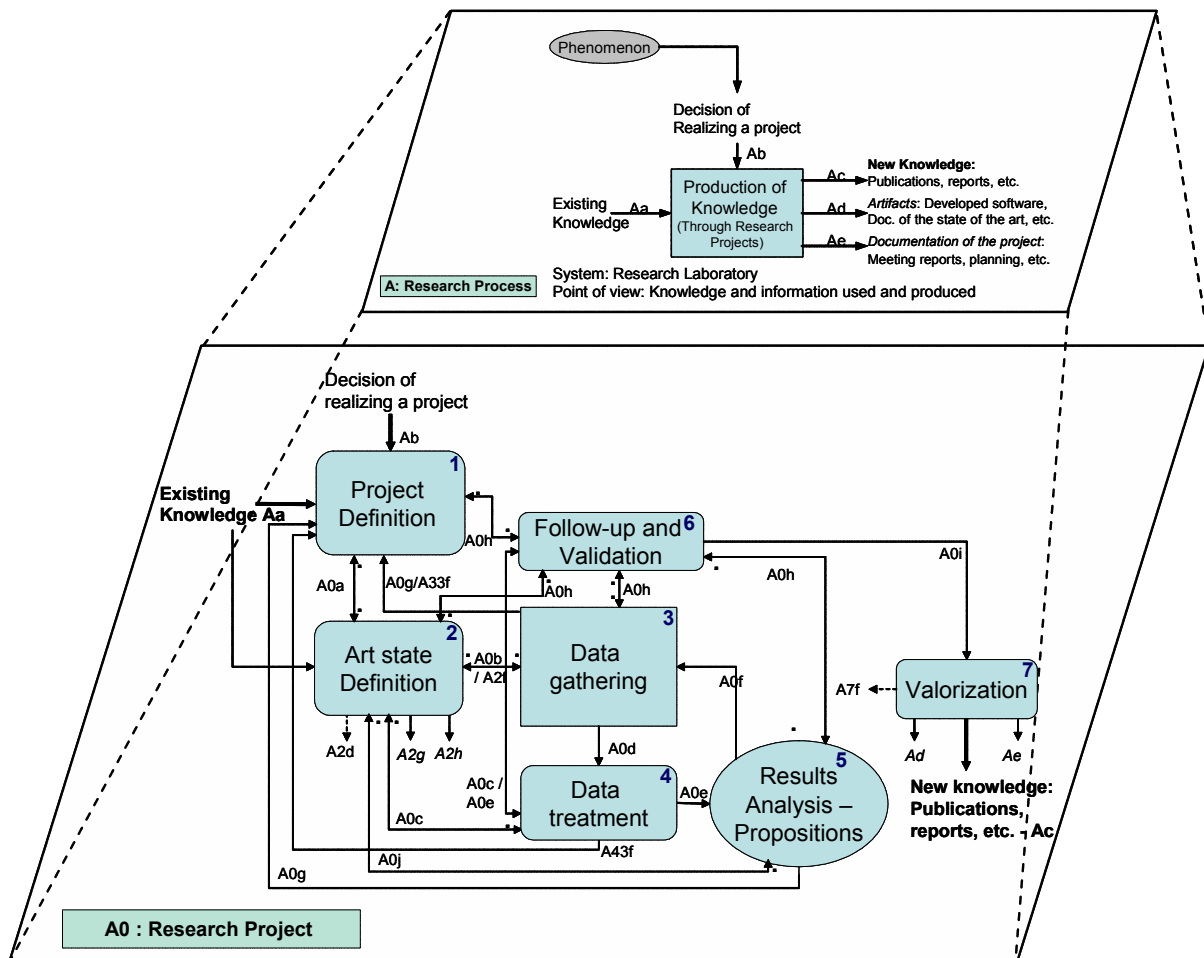 Phenomenon
Decision of
Realizing a project
Ab
New Knowledge:
Publications, reports, etc.
Ac
Production of
Knowledge
(Through Research
Projects)
Existing
Knowledge
Aa
Ad
Artifacts: Developed software,
Doc. of the state of the art, etc.
Ae
Documentation of the project:
Meeting reports, planning, etc.
A: Research Process
System: Research Laboratory
Point of view: Knowledge and information used and produced
Decision of
realizing a project
Ab
1
Project
Definition
Existing
Knowledge Aa
6
Follow-up and
Validation
A0h
A0i
A0a
A0g/A33f
A0h
A0h
A0h
2
Art state
Definition
A0b
/ A2f
3
Data
gathering
A0f
7
Valorization
A7f
A2d
A2g
A2h
A0d
Ad
Ae
5
Results
Analysis –
Propositions
4
Data
treatment
A0e
A0c /
A0e
A0c
New knowledge:
Publications,
reports, etc. - Ac
A43f
A0j
A0g
A0 : Research Project